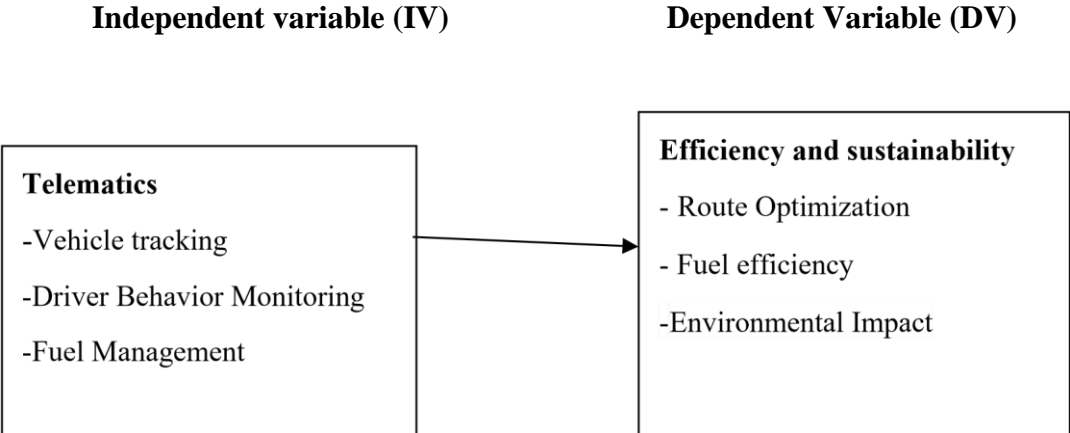 Independent variable (IV)
Dependent Variable (DV)
Telematics
-Vehicle tracking
-Driver Behavior Monitoring
-Fuel Management
Efficiency and sustainability
- Route Optimization
- Fuel efficiency
-Environmental Impact